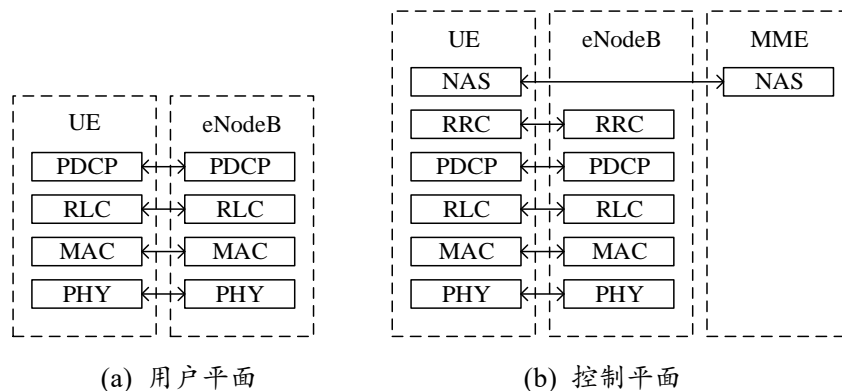 UE eNodeB
PDCP PDCP
RLC RLC
MAC MAC
PHY PHY
(a) 用户平面
UE eNodeB MME
NAS NAS
RRC RRC
PDCP PDCP
RLC RLC
MAC MAC
PHY PHY
(b) 控制平面